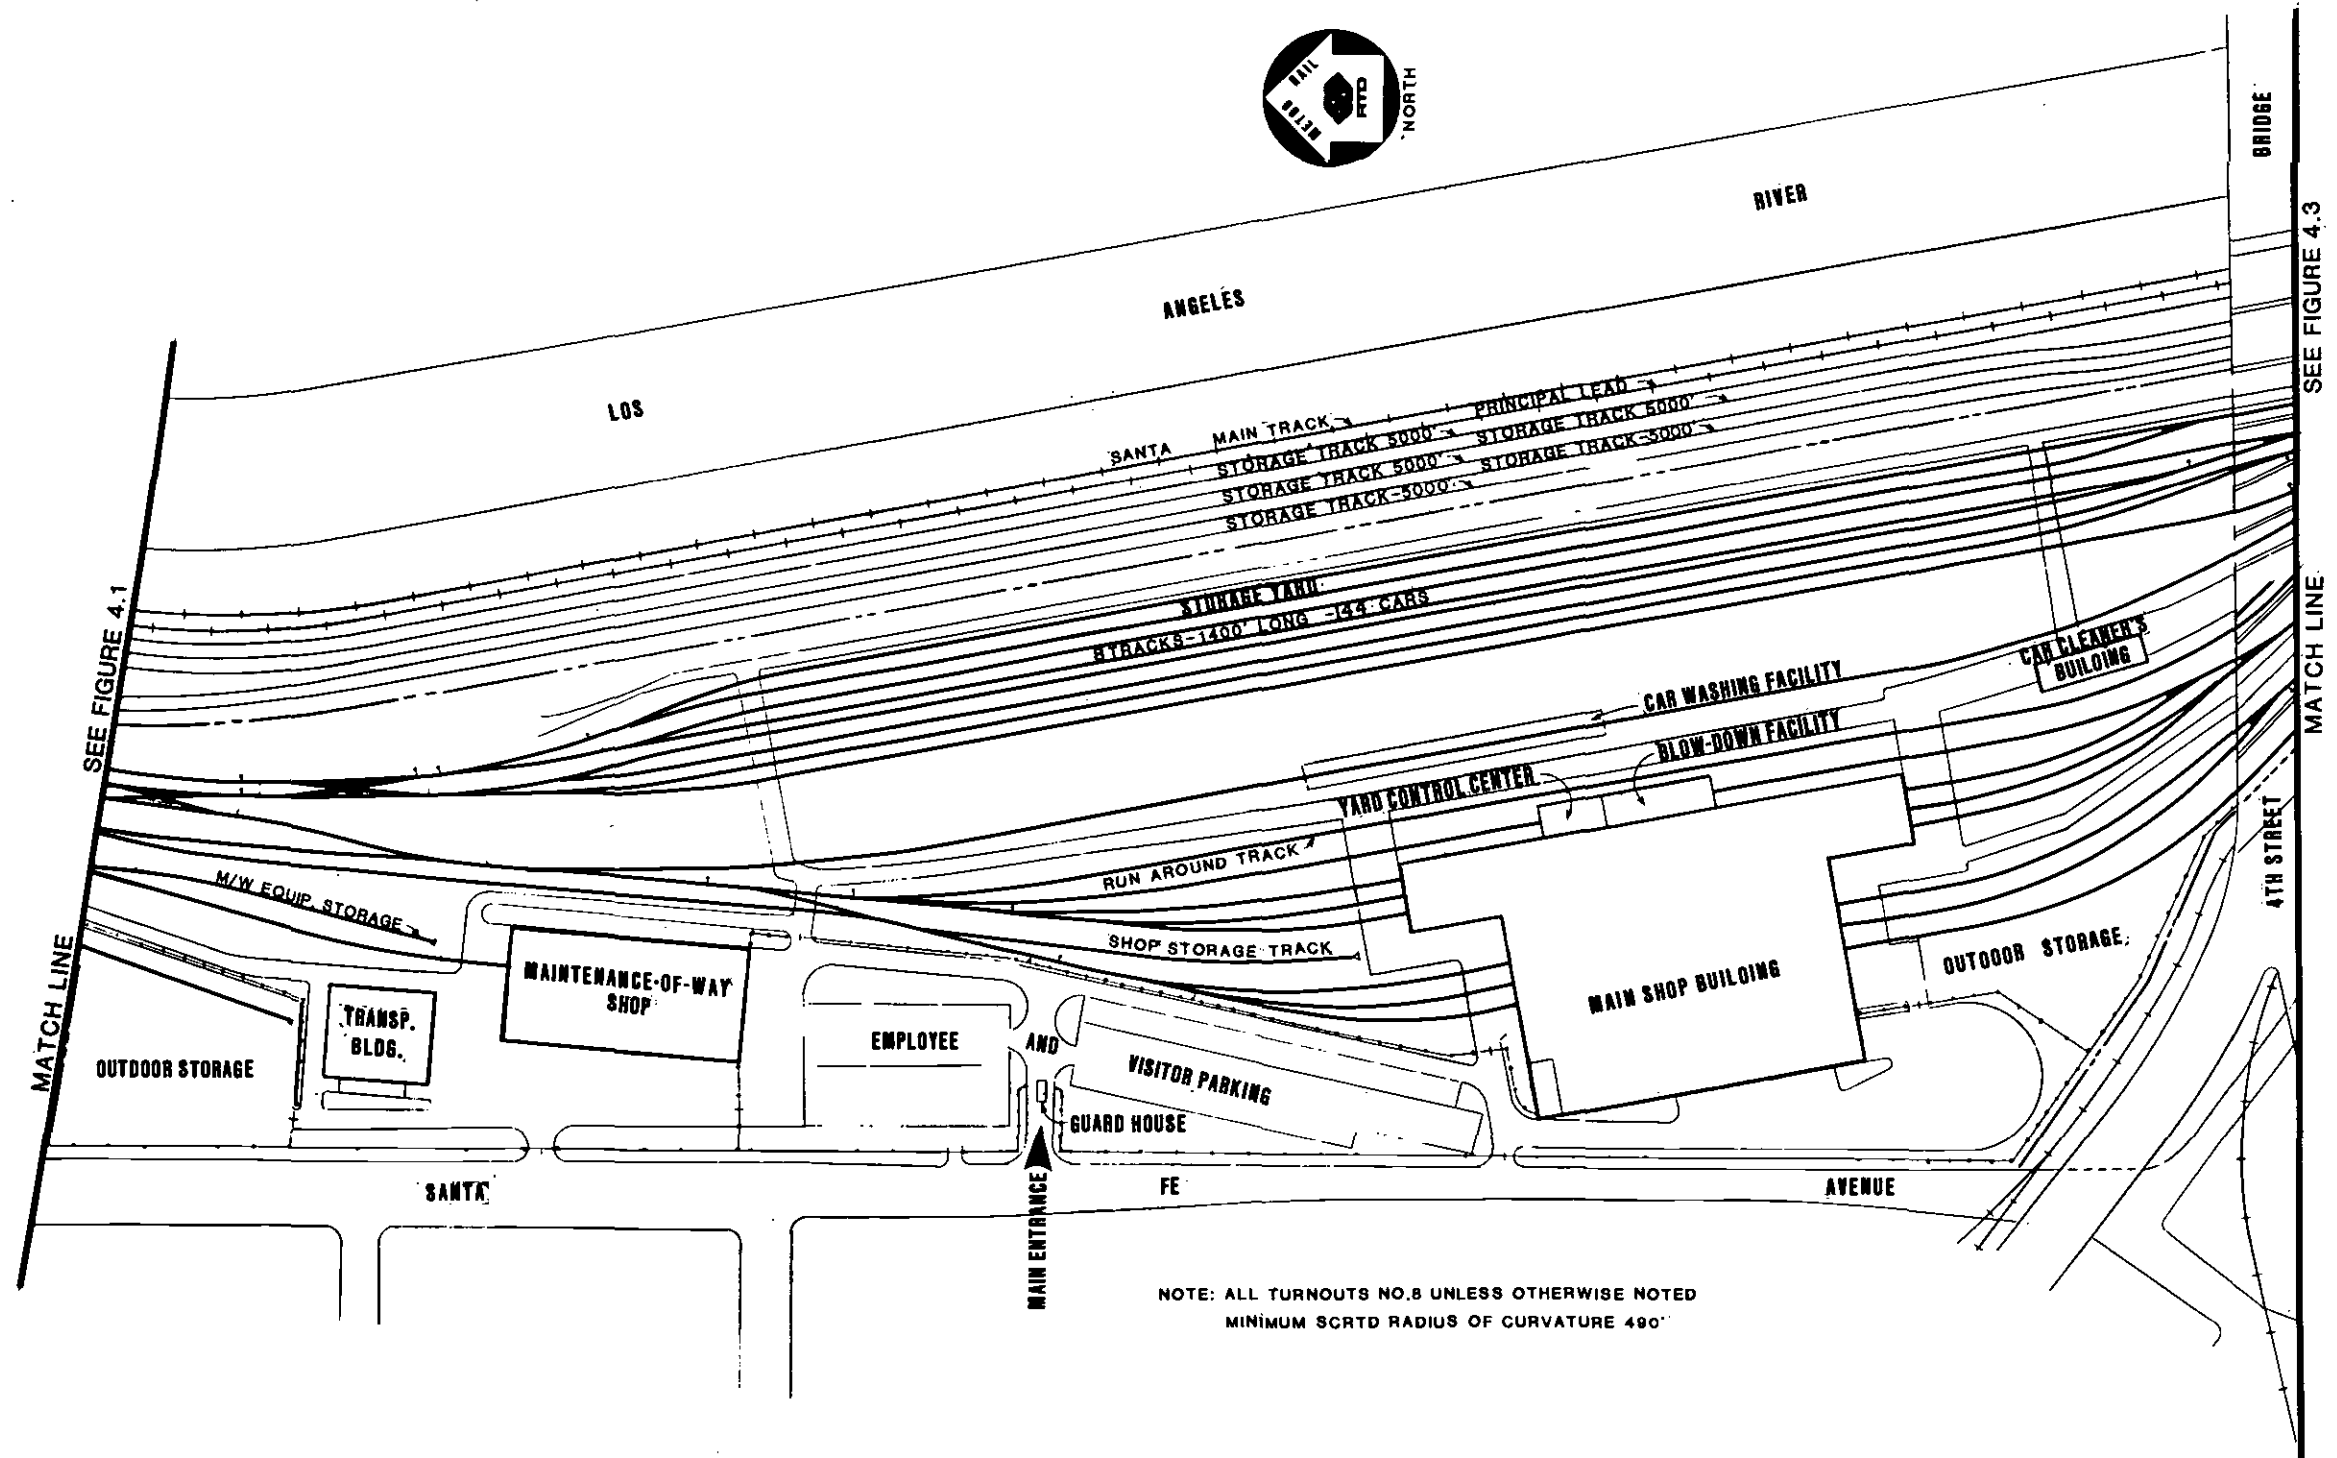 METRO
RAIL
RTD
NORTH
BRIDGE
RIVER
ANGELES
LOS
SEE FIGURE 4.3
SANTA
MAIN TRACK
PRINCIPAL LEAD
STORAGE TRACK 5000'
STORAGE TRACK 5000'
STORAGE TRACK 5000'
STORAGE TRACK-5000'
STORAGE TRACK-5000'
STORAGE YARD
8 TRACKS-1400' LONG -144 CARS
SEE FIGURE 4.1
CAR CLEANER'S
BUILDING
CAR WASHING FACILITY
BLOW-DOWN FACILITY
YARD CONTROL CENTER
MATCH LINE
RUN AROUND TRACK
4TH STREET
M/W EQUIP. STORAGE
SHOP STORAGE TRACK
OUTDOOR STORAGE
MAIN SHOP BUILDING
MATCH LINE
MAINTENANCE-OF-WAY
SHOP
TRANSP.
BLDG.
OUTDOOR STORAGE
EMPLOYEE
AND
VISITOR PARKING
GUARD HOUSE
MAIN ENTRANCE
SANTA
FE
AVENUE
NOTE: ALL TURNOUTS NO.8 UNLESS OTHERWISE NOTED
MINIMUM SCRTD RADIUS OF CURVATURE 490'